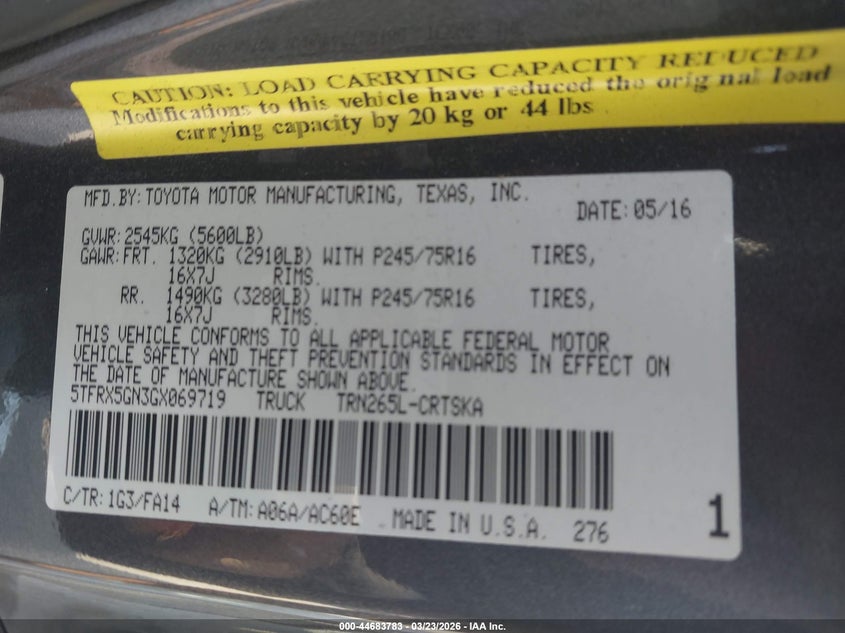 CAUTION: LOAD CARRYING CAPACITY REDUCED
Modifications to this vehicle have reduced the original load
carrying capacity by 20 kg or 44 lbs
MFD.BY: TOYOTA MOTOR MANUFACTURING, TEXAS, INC.
DATE: 05/16
GVWR: 2545KG (5600LB)
GAWR: FRT. 1320KG (2910LB) WITH P245/75R16 TIRES,
16X7J RIMS.
RR. 1490KG (3280LB) WITH P245/75R16 TIRES,
16X7J RIMS.
THIS VEHICLE CONFORMS TO ALL APPLICABLE FEDERAL MOTOR
VEHICLE SAFETY AND THEFT PREVENTION STANDARDS IN EFFECT ON
THE DATE OF MANUFACTURE SHOWN ABOVE.
5TFRX5GN3GX069719 TRUCK TRN265L-CRTSKA
C/TR: 1G3/FA14 A/TM: A06A/AC60E MADE IN U.S.A. 276 1
000-44683783 | 03/23/2026 - IAA Inc.